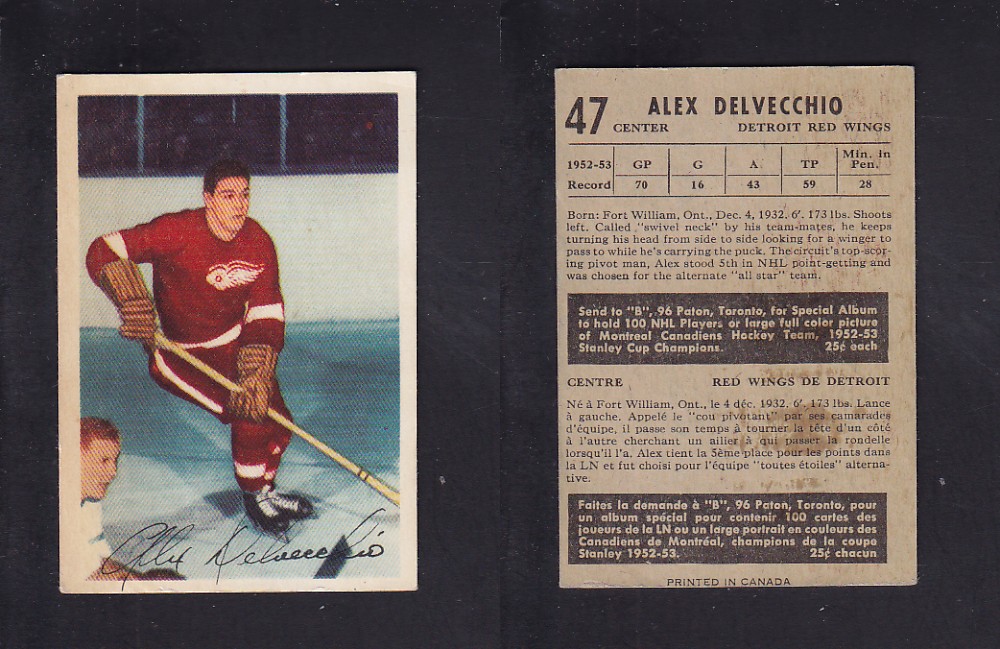 Alex Delvecchio
47 ALEX DELVECCHIO
CENTER DETROIT RED WINGS
1952-53 GP G A TP Min. in Pen.
Record 70 16 43 59 28
Born: Fort William, Ont., Dec. 4, 1932. 6'. 173 lbs. Shoots
left. Called "swivel neck" by his team-mates, he keeps
turning his head from side to side looking for a winger to
pass to while he's carrying the puck. The circuit's top-scor-
ing pivot man, Alex stood 5th in NHL point-getting and
was chosen for the alternate "all star" team.
Send to "B", 96 Paton, Toronto, for Special Album
to hold 100 NHL Players or large full color picture
of Montreal Canadiens Hockey Team, 1952-53
Stanley Cup Champions. 25¢ each
CENTRE RED WINGS DE DETROIT
Né à Fort William, Ont., le 4 déc. 1932. 6'. 173 lbs. Lance
à gauche. Appelé le "cou pivotant" par ses camarades
d'équipe, il passe son temps à tourner la tête d'un côté
à l'autre cherchant un ailier à qui passer la rondelle
lorsqu'il l'a. Alex tient la 5ème place pour les points dans
la LN et fut choisi pour l'équipe "toutes étoiles" alterna-
tive.
Faites la demande à "B", 96 Paton, Toronto, pour
un album spécial pour contenir 100 cartes des
joueurs de la LN ou un large portrait en couleurs des
Canadiens de Montréal, champions de la coupe
Stanley 1952-53. 25¢ chacun
PRINTED IN CANADA